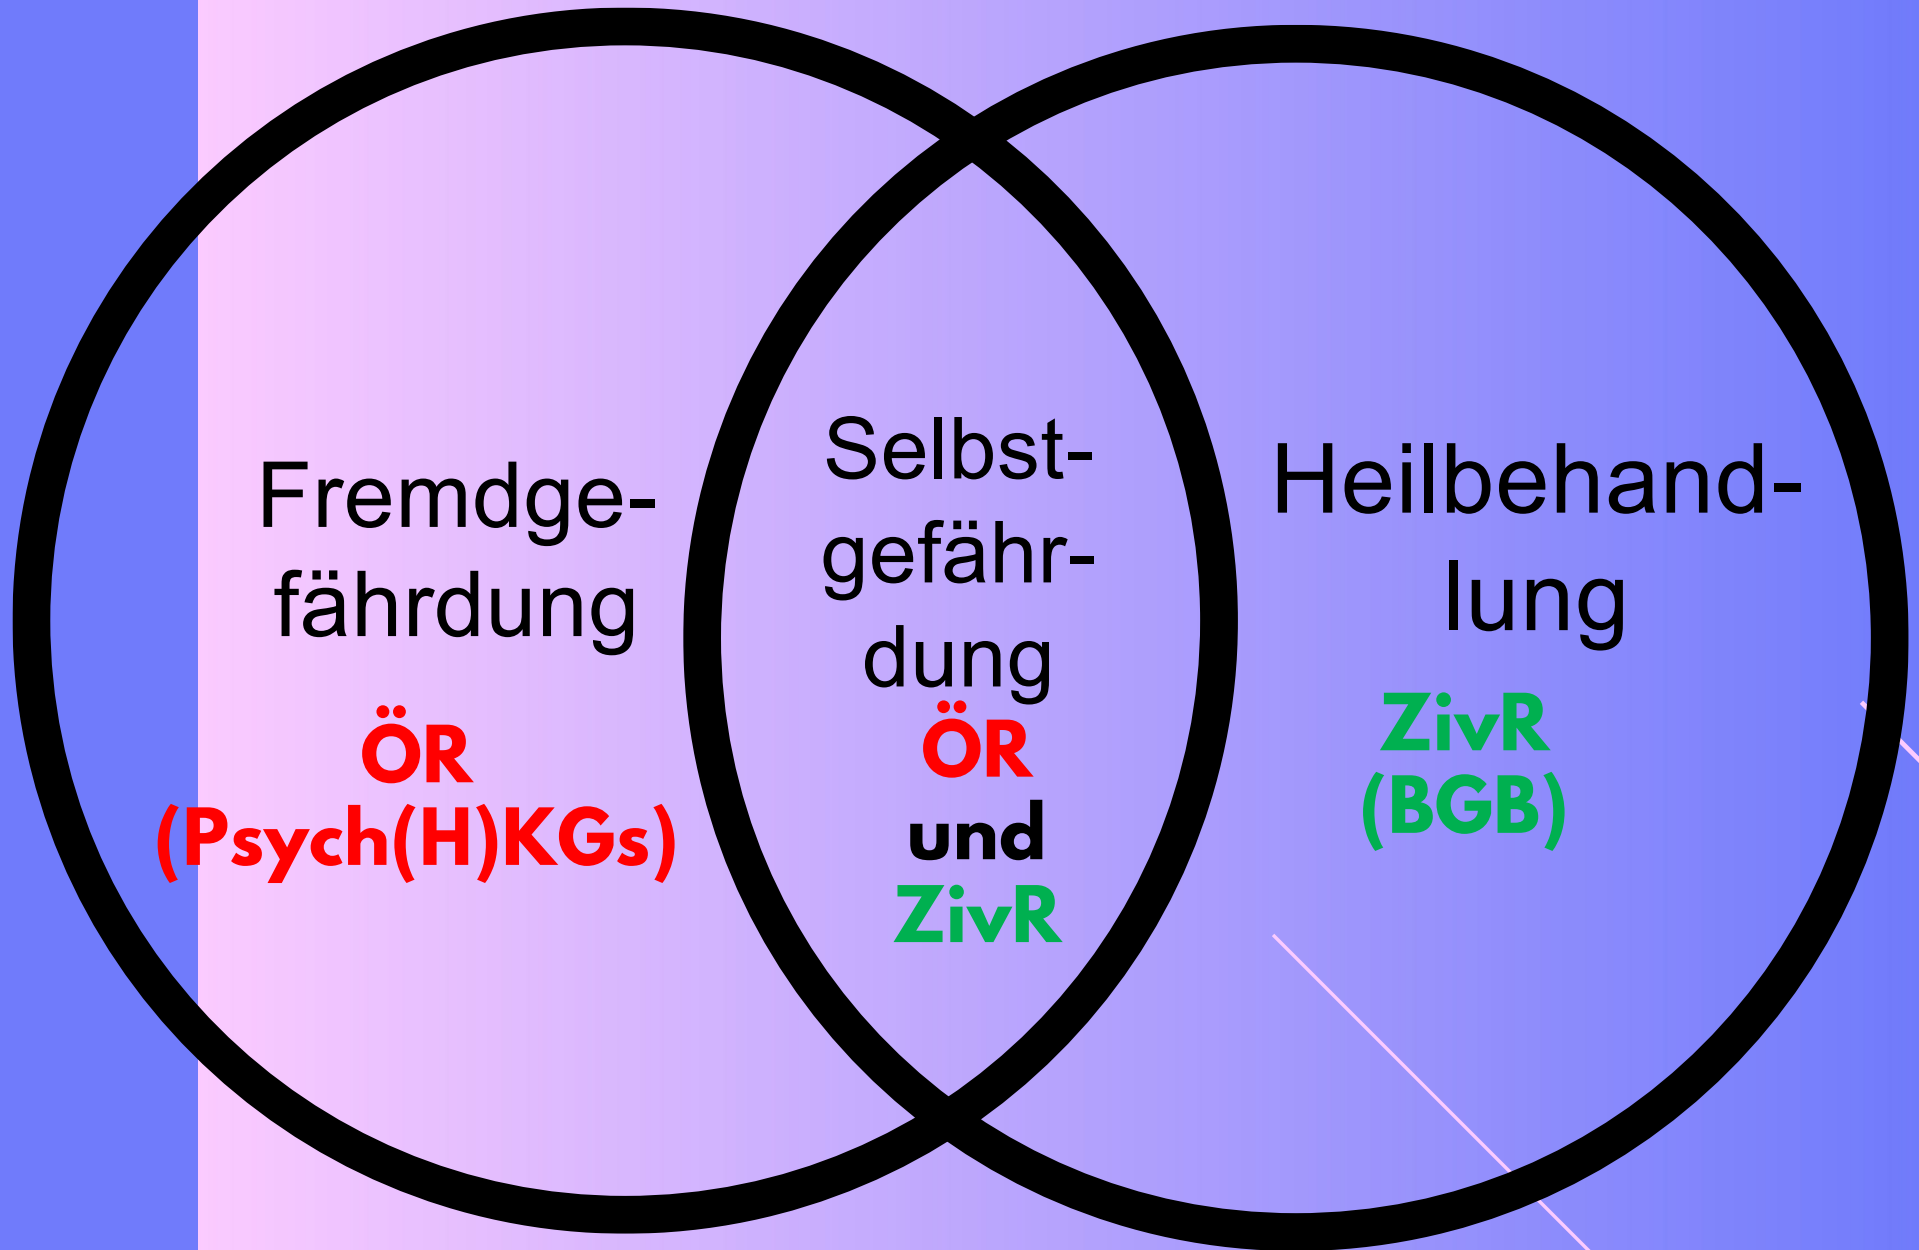 Fremdge-
fährdung
ÖR
(Psych(H)KGs)
Selbst-
gefähr-
dung
ÖR
und
ZivR
Heilbehand-
lung
ZivR
(BGB)